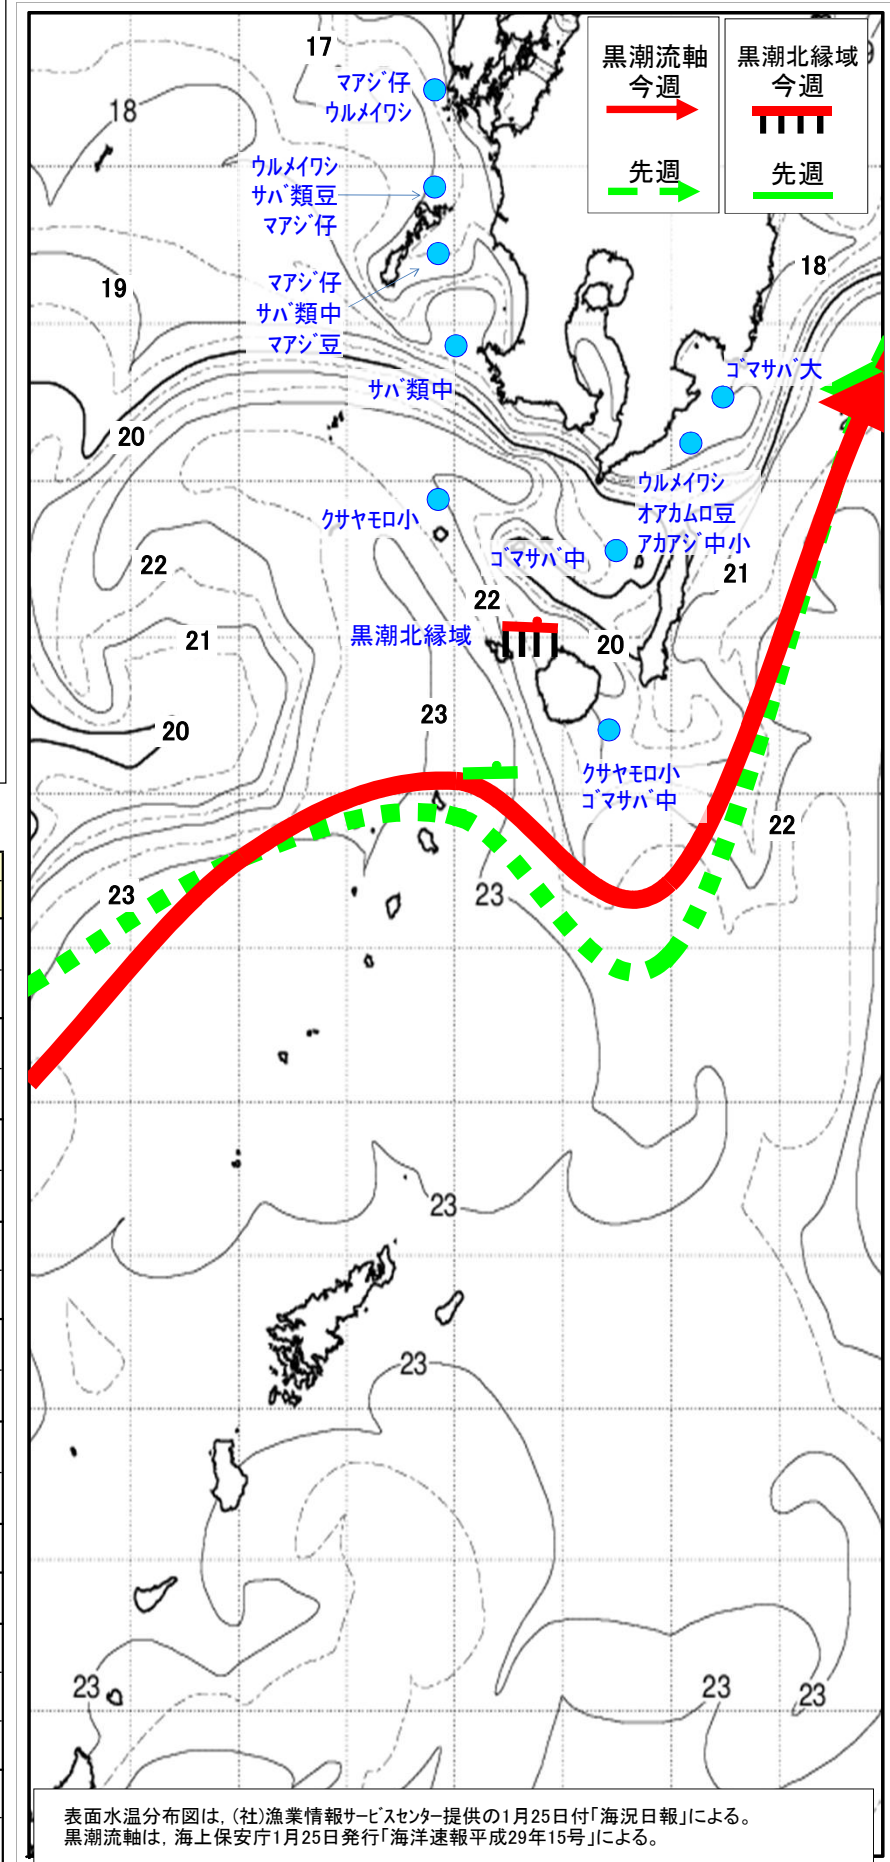 黒潮流軸
今週
先週
黒潮北縁域
今週
先週
17
マアジ仔
ウルメイワシ
18
ウルメイワシ
サバ類豆
マアジ仔
18
19
マアジ仔
サバ類中
マアジ豆
ゴマサバ大
サバ類中
20
ウルメイワシ
オアカムロ豆
アカアジ中小
クサヤモロ小
ゴマサバ中
22
21
22
黒潮北縁域
21
20
23
20
クサヤモロ小
ゴマサバ中
22
23
23
23
23
23
23
23
表面水温分布図は，(社)漁業情報サービスセンター提供の1月25日付「海況日報」による。
黒潮流軸は，海上保安庁1月25日発行「海洋速報平成29年15号」による。